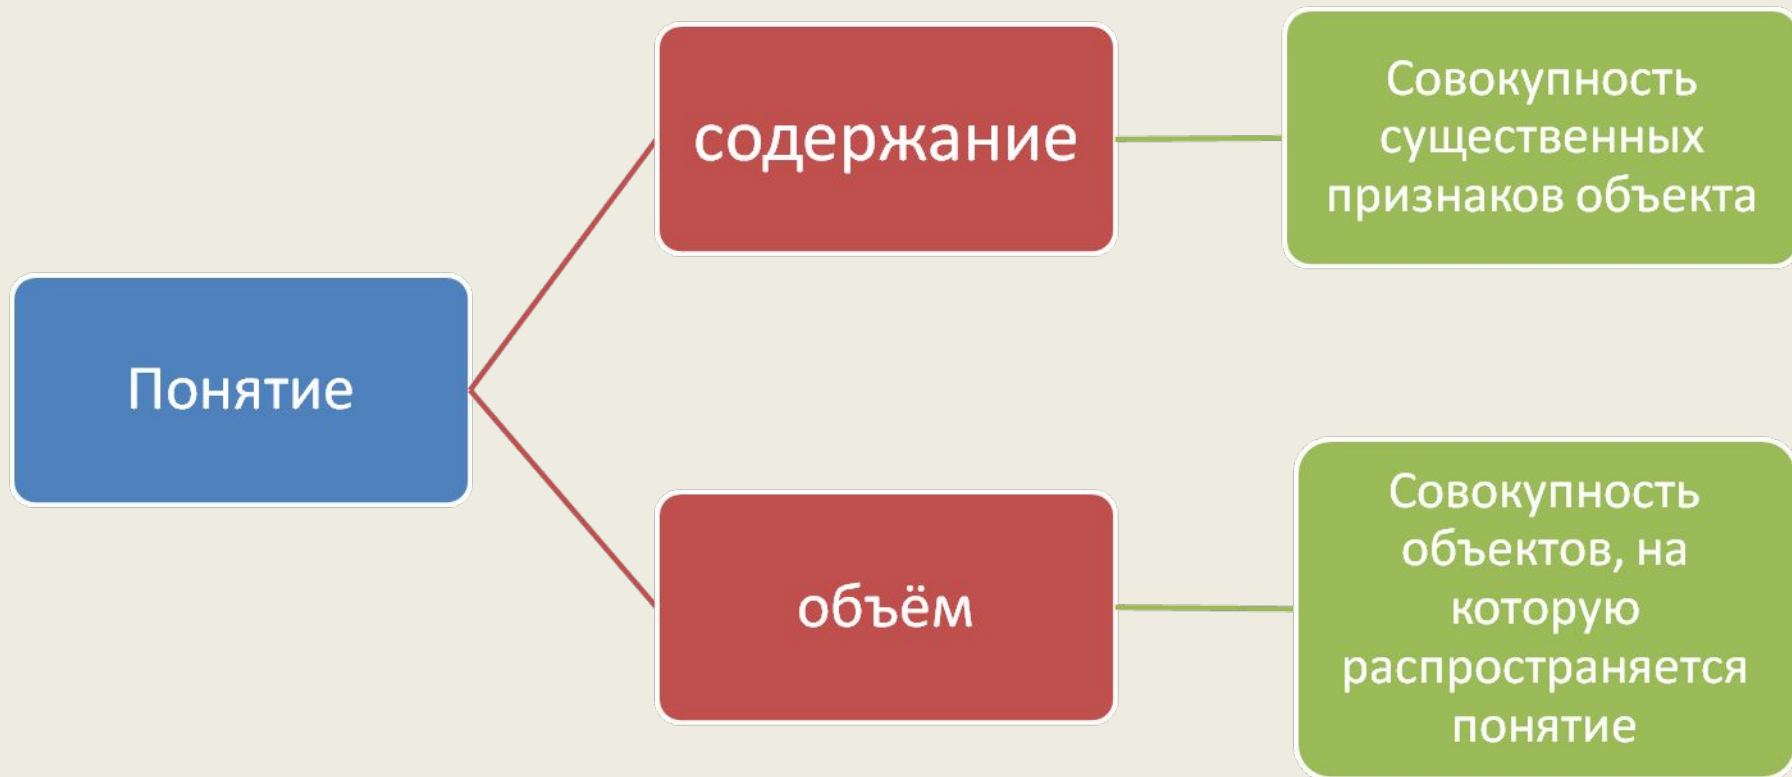 Понятие
содержание
Совокупность
существенных
признаков объекта
объём
Совокупность
объектов, на
которую
распространяется
понятие